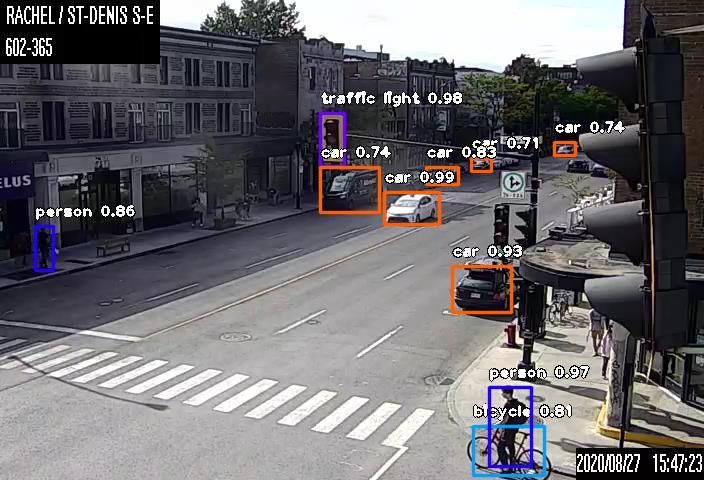 RACHEL / ST-DENIS S-E
602-365
traffic light 0.98
car 0.74
car 0.71
car 0.83
car 0.74
car 0.99
ELUS
person 0.86
car 0.93
person 0.97
bicycle 0.81
2020/08/27 15:47:23